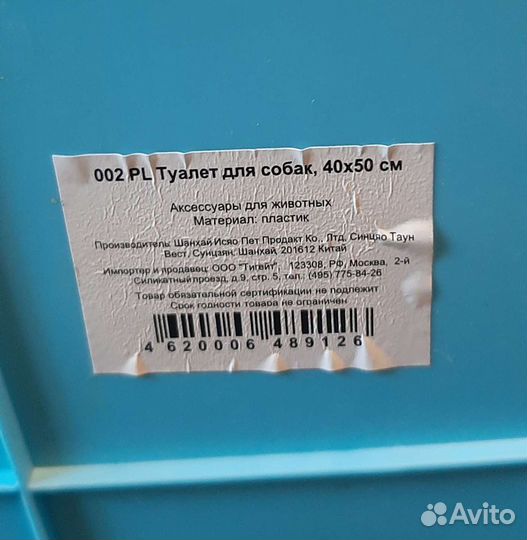 002 PL Туалет для собак, 40x50 см
Аксессуары для животных
Материал: пластик
Производитель: Шанхай Исяо Пет Продакт Ко., Лтд, Синцяо Таун
Вест, Сунцзян, Шанхай, 201612 Китай
Импортер и продавец: ООО "Тигейт", 123308, РФ, Москва, 2-й
Силикатный проезд, д.9, стр. 5, тел.: (495) 775-84-26
Товар обязательной сертификации не подлежит
Срок годности товара не ограничен
4 620006 489126
Avito